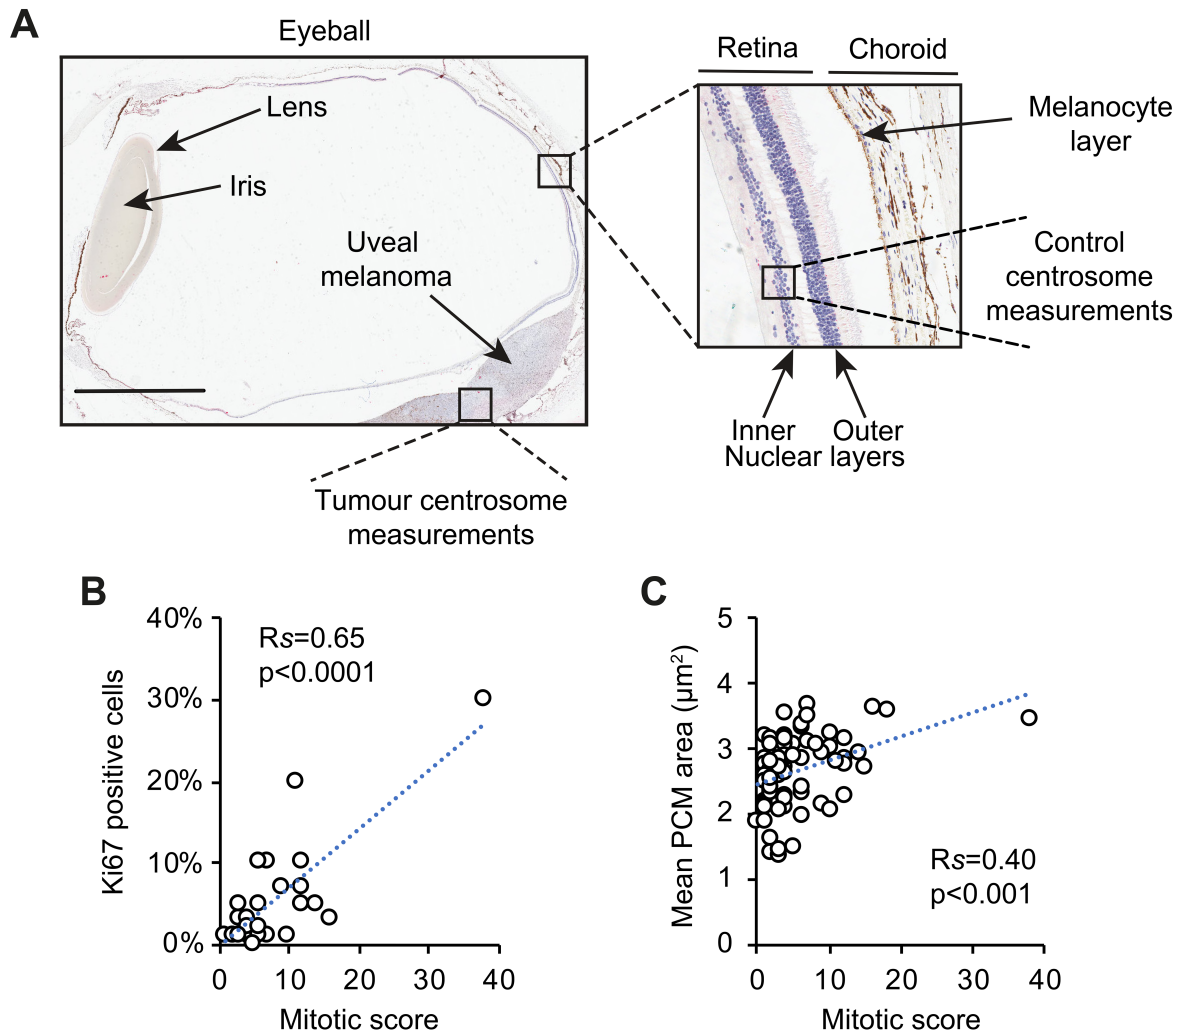 A
Eyeball
Lens
Iris
Uveal
melanoma
Tumour centrosome
measurements
Retina
Choroid
Melanocyte
layer
Control
centrosome
measurements
Inner Outer
Nuclear layers
B
Rs=0.65
p<0.0001
Ki67 positive cells
40%
30%
20%
10%
0%
0 10 20 30 40
Mitotic score
C
Mean PCM area (µm²)
5
4
3
2
1
0
Rs=0.40
p<0.001
0 10 20 30 40
Mitotic score